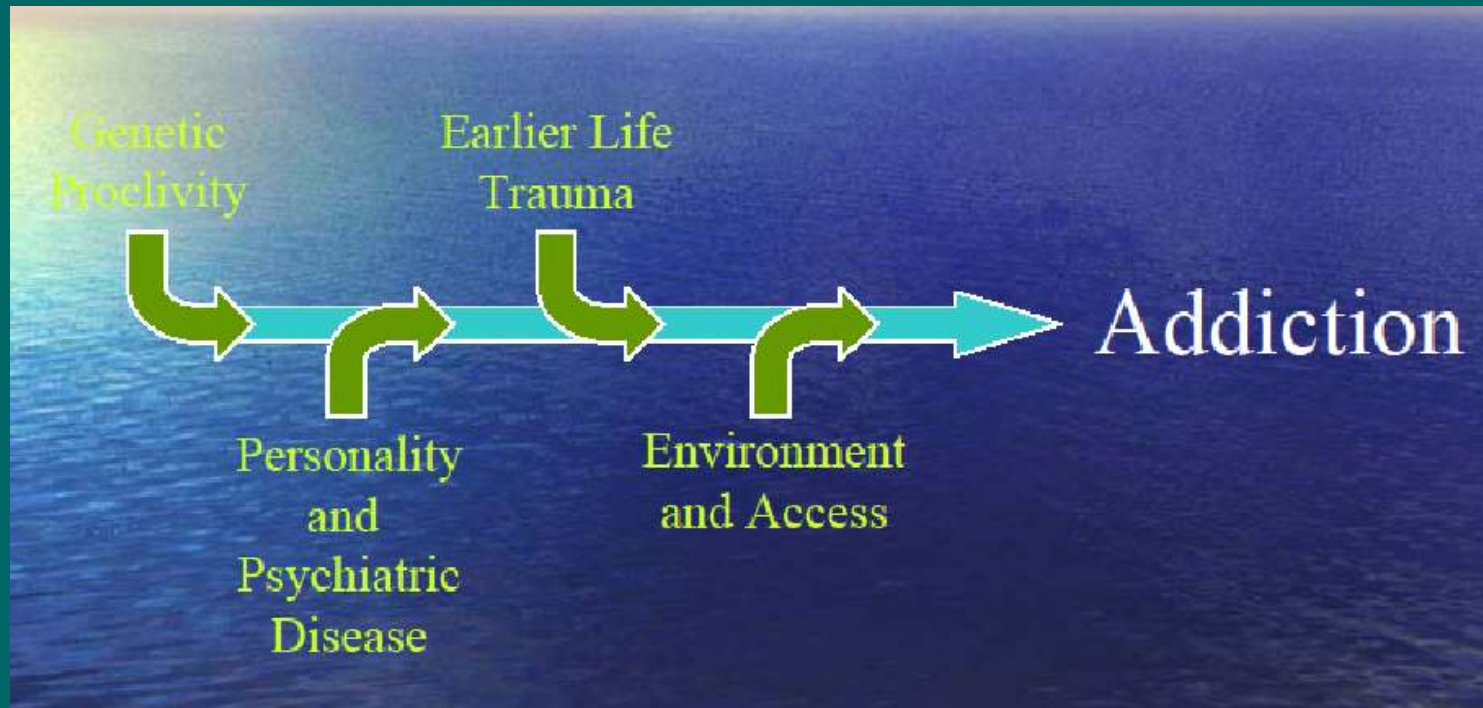 Genetic
Proclivity
Earlier Life
Trauma
Addiction
Personality
and
Psychiatric
Disease
Environment
and Access